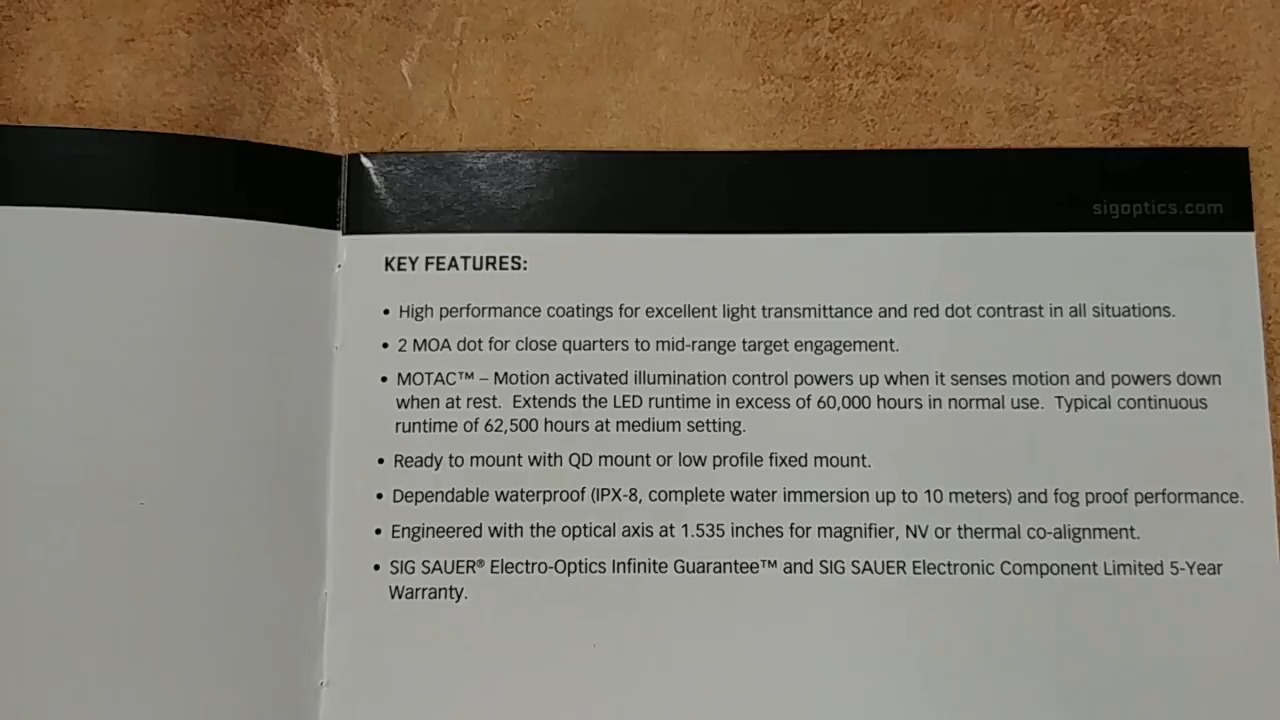 sigoptics.com
KEY FEATURES:
• High performance coatings for excellent light transmittance and red dot contrast in all situations.
• 2 MOA dot for close quarters to mid-range target engagement.
• MOTAC™ – Motion activated illumination control powers up when it senses motion and powers down
when at rest. Extends the LED runtime in excess of 60,000 hours in normal use. Typical continuous
runtime of 62,500 hours at medium setting.
• Ready to mount with QD mount or low profile fixed mount.
• Dependable waterproof (IPX-8, complete water immersion up to 10 meters) and fog proof performance.
• Engineered with the optical axis at 1.535 inches for magnifier, NV or thermal co-alignment.
• SIG SAUER® Electro-Optics Infinite Guarantee™ and SIG SAUER Electronic Component Limited 5-Year
Warranty.